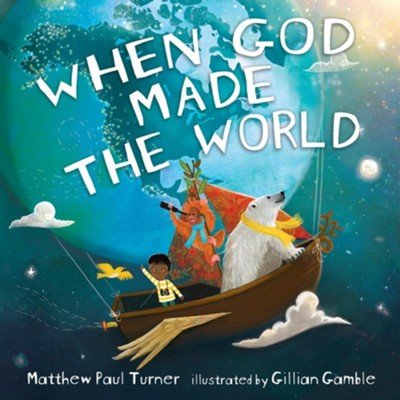 WHEN GOD
MADE
THE WORLD
Matthew Paul Turner illustrated by Gillian Gamble